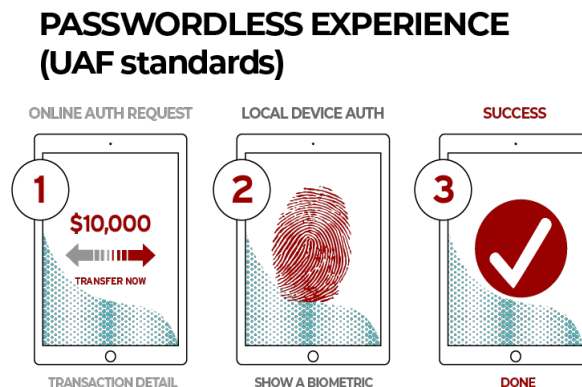 PASSWORDLESS EXPERIENCE
(UAF standards)
ONLINE AUTH REQUEST
LOCAL DEVICE AUTH
SUCCESS
1
2
3
$10,000
TRANSFER NOW
TRANSACTION DETAIL
SHOW A BIOMETRIC
DONE